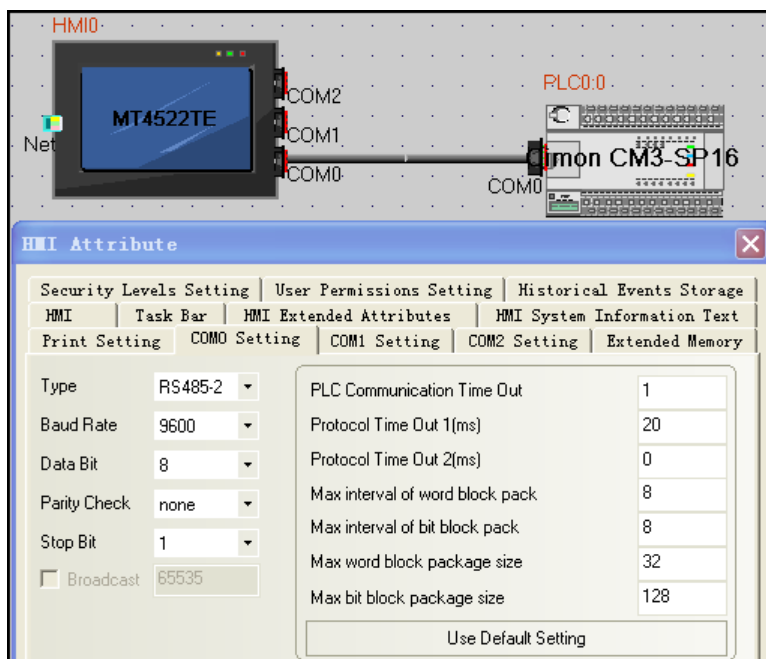 HMI0
PLC0:0
COM2
MT4522TE
COM1
Net
Cimon CM3-SP16
COM0
COM0
HMI Attribute
Security Levels Setting User Permissions Setting Historical Events Storage
HMI Task Bar HMI Extended Attributes HMI System Information Text
Print Setting COM0 Setting COM1 Setting COM2 Setting Extended Memory
Type RS485-2 PLC Communication Time Out 1
Baud Rate 9600 Protocol Time Out 1(ms) 20
Data Bit 8 Protocol Time Out 2(ms) 0
Parity Check none Max interval of word block pack 8
Stop Bit 1 Max interval of bit block pack 8
Broadcast 65535 Max word block package size 32
Max bit block package size 128
Use Default Setting